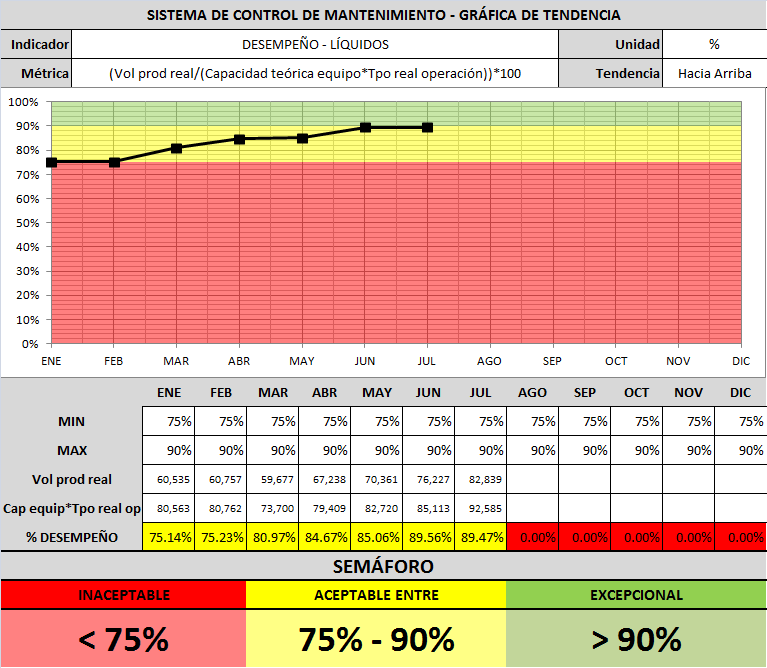 SISTEMA DE CONTROL DE MANTENIMIENTO - GRÁFICA DE TENDENCIA
Indicador DESEMPEÑO - LÍQUIDOS Unidad %
Métrica (Vol prod real/(Capacidad teórica equipo*Tpo real operación))*100 Tendencia Hacia Arriba
100%
90%
80%
70%
60%
50%
40%
30%
20%
10%
0%
ENE FEB MAR ABR MAY JUN JUL AGO SEP OCT NOV DIC
ENE FEB MAR ABR MAY JUN JUL AGO SEP OCT NOV DIC
MIN 75% 75% 75% 75% 75% 75% 75% 75% 75% 75% 75% 75%
MAX 90% 90% 90% 90% 90% 90% 90% 90% 90% 90% 90% 90%
Vol prod real 60,535 60,757 59,677 67,238 70,361 76,227 82,839
Cap equip*Tpo real op 80,563 80,762 73,700 79,409 82,720 85,113 92,585
% DESEMPEÑO 75.14% 75.23% 80.97% 84.67% 85.06% 89.56% 89.47% 0.00% 0.00% 0.00% 0.00% 0.00%
SEMÁFORO
INACEPTABLE ACEPTABLE ENTRE EXCEPCIONAL
< 75% 75% - 90% > 90%